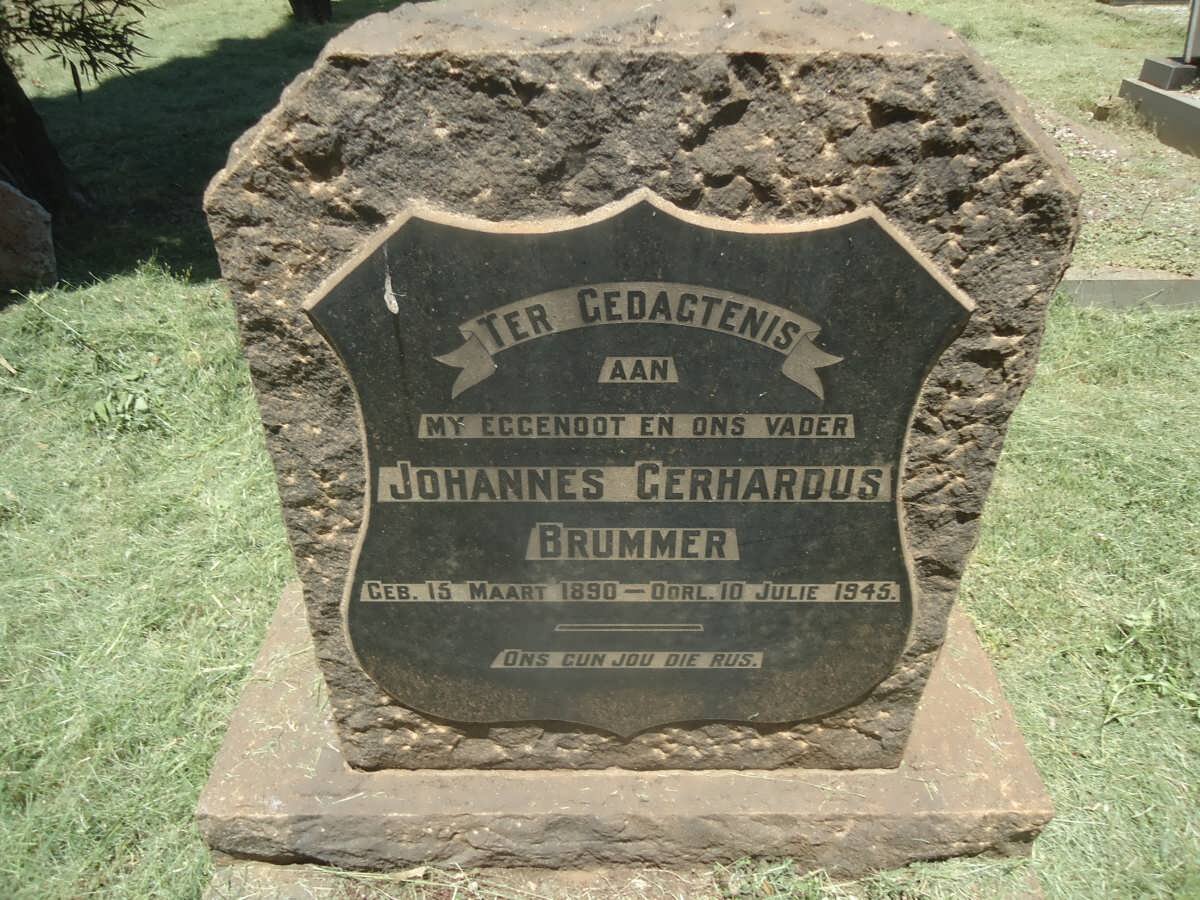 TER GEDAGTENIS
AAN
MY EGGENOOT EN ONS VADER
JOHANNES GERHARDUS
BRUMMER
GEB. 15 MAART 1890 — OORL. 10 JULIE 1945.
ONS GUN JOU DIE RUS.